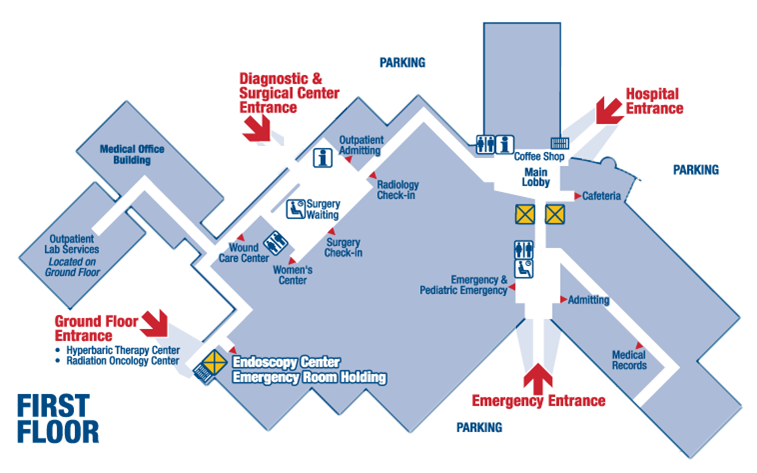 PARKING
Diagnostic &
Surgical Center
Entrance
Hospital
Entrance
Outpatient
Admitting
Medical Office
Building
Coffee Shop
Main
Lobby
PARKING
Radiology
Check-in
Cafeteria
Surgery
Waiting
Outpatient
Lab Services
Located on
Ground Floor
Wound
Care Center
Surgery
Check-in
Women's
Center
Emergency &
Pediatric Emergency
Admitting
Ground Floor
Entrance
• Hyperbaric Therapy Center
• Radiation Oncology Center
Endoscopy Center
Emergency Room Holding
Medical
Records
Emergency Entrance
PARKING
FIRST
FLOOR